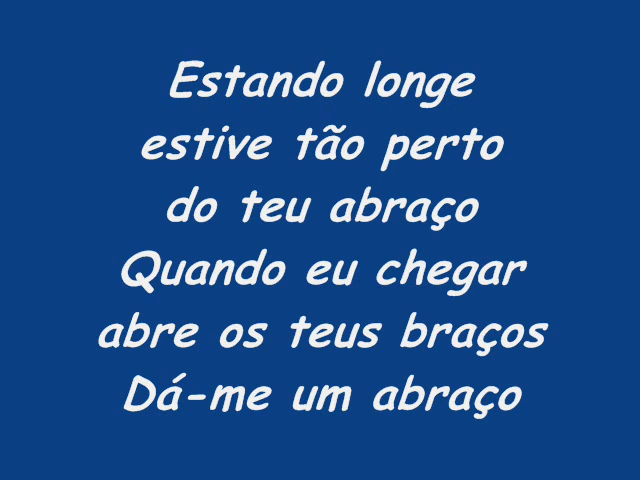 Estando longe
estive tão perto
do teu abraço
Quando eu chegar
abre os teus braços
Dá-me um abraço